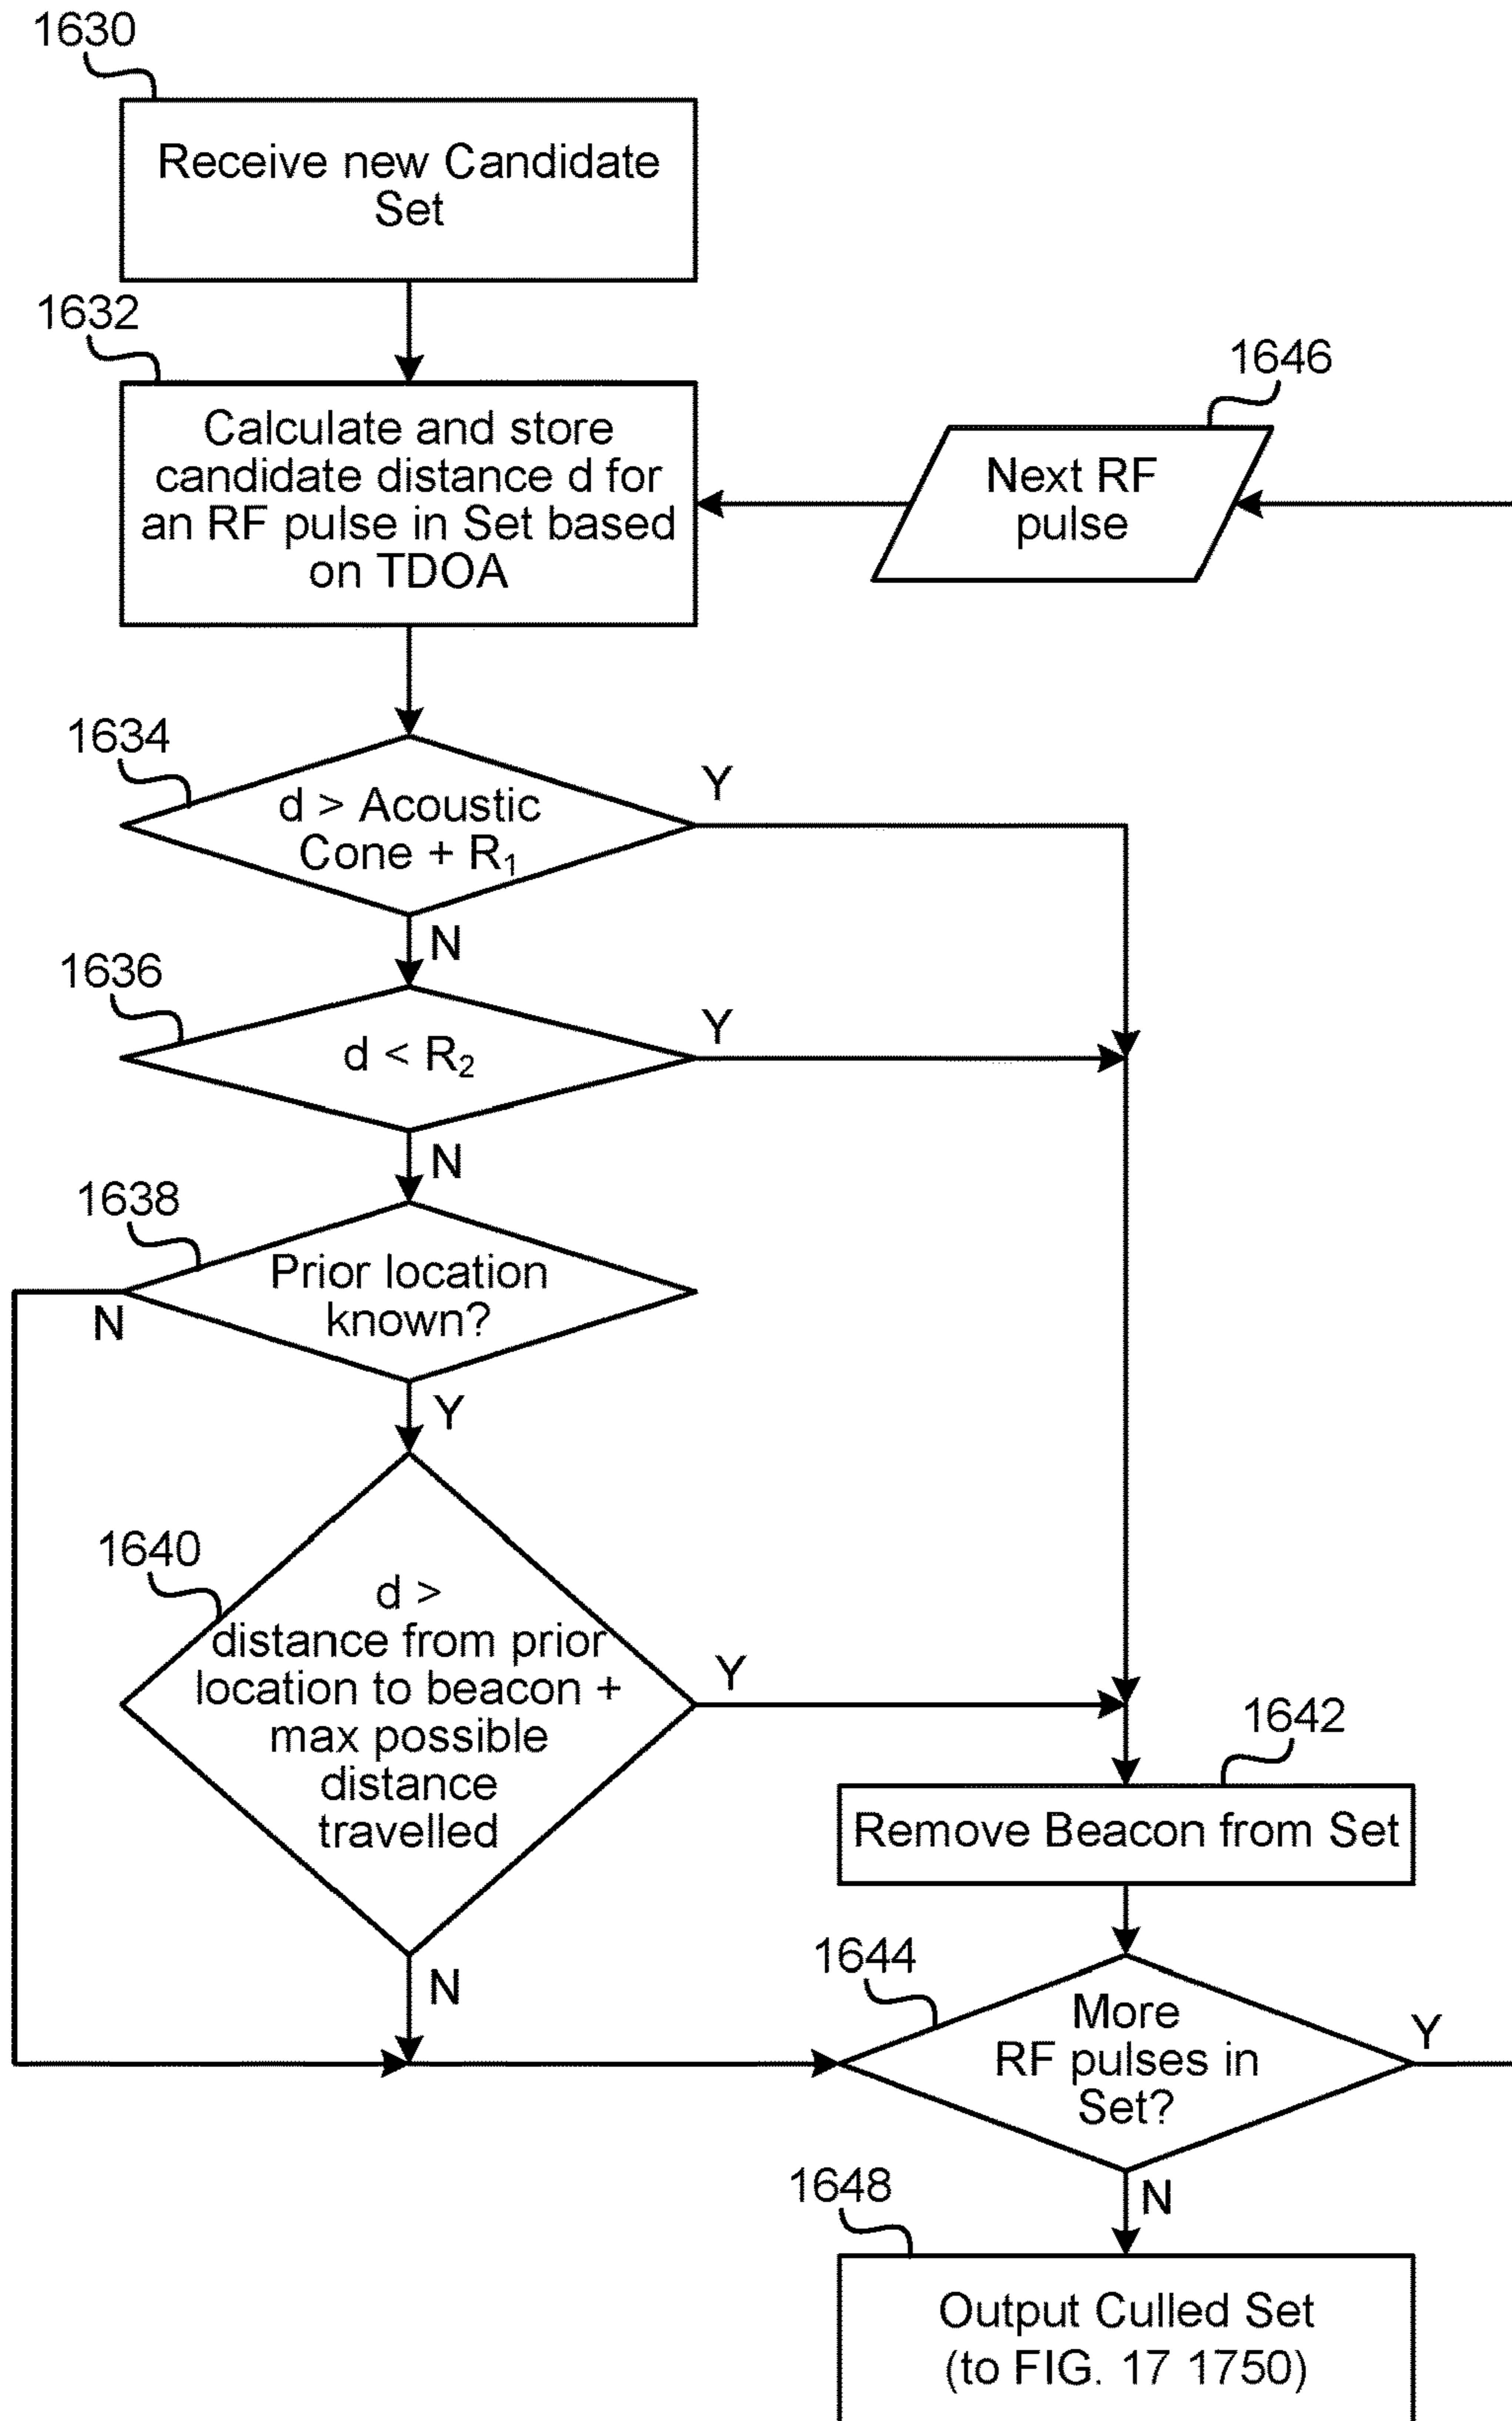 1630
Receive new Candidate
Set
1632
Calculate and store
candidate distance d for
an RF pulse in Set based
on TDOA
1646
Next RF
pulse
1634
d > Acoustic
Cone + R₁
Y
N
1636
d < R₂
Y
N
1638
Prior location
known?
N
Y
1640
d >
distance from prior
location to beacon +
max possible
distance
travelled
Y
N
1642
Remove Beacon from Set
1644
More
RF pulses in
Set?
Y
N
1648
Output Culled Set
(to FIG. 17 1750)